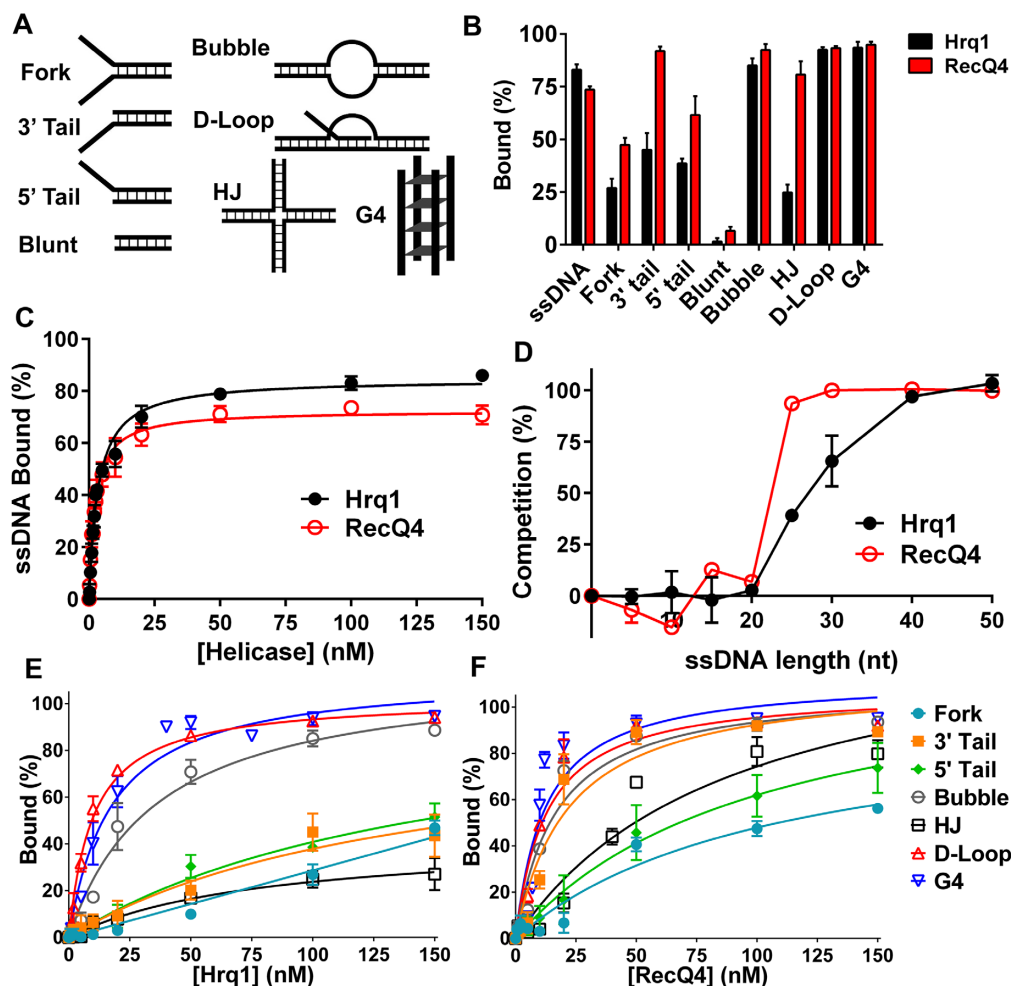 A
Fork
3' Tail
5' Tail
Blunt
Bubble
D-Loop
HJ
G4
B
Bound (%)
100
75
50
25
0
Hrq1
RecQ4
ssDNA
Fork
3' tail
5' tail
Blunt
Bubble
HJ
D-Loop
G4
C
ssDNA Bound (%)
100
80
60
40
20
0
Hrq1
RecQ4
0 25 50 75 100 125 150
[Helicase] (nM)
D
Competition (%)
100
75
50
25
0
Hrq1
RecQ4
10 20 30 40 50
ssDNA length (nt)
E
Bound (%)
100
80
60
40
20
0
0 25 50 75 100 125 150
[Hrq1] (nM)
F
Bound (%)
100
80
60
40
20
0
0 25 50 75 100 125 150
[RecQ4] (nM)
Fork
3' Tail
5' Tail
Bubble
HJ
D-Loop
G4